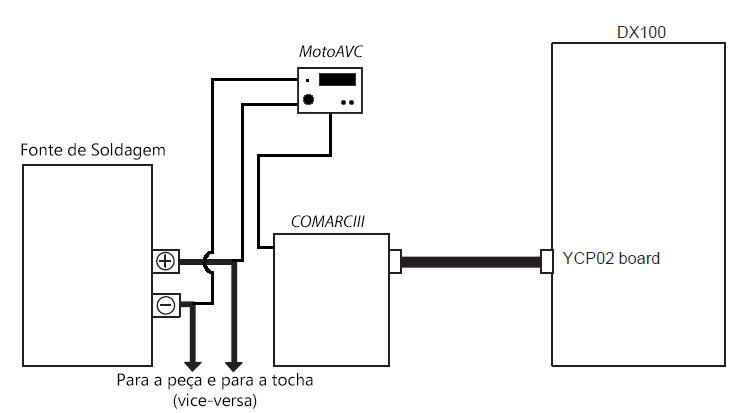 DX100
MotoAVC
Fonte de Soldagem
COMARCIII
YCP02 board
+
−
Para a peça e para a tocha
(vice-versa)